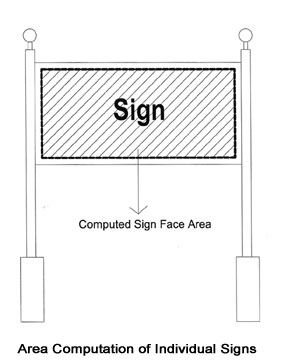 Sign
Computed Sign Face Area
Area Computation of Individual Signs